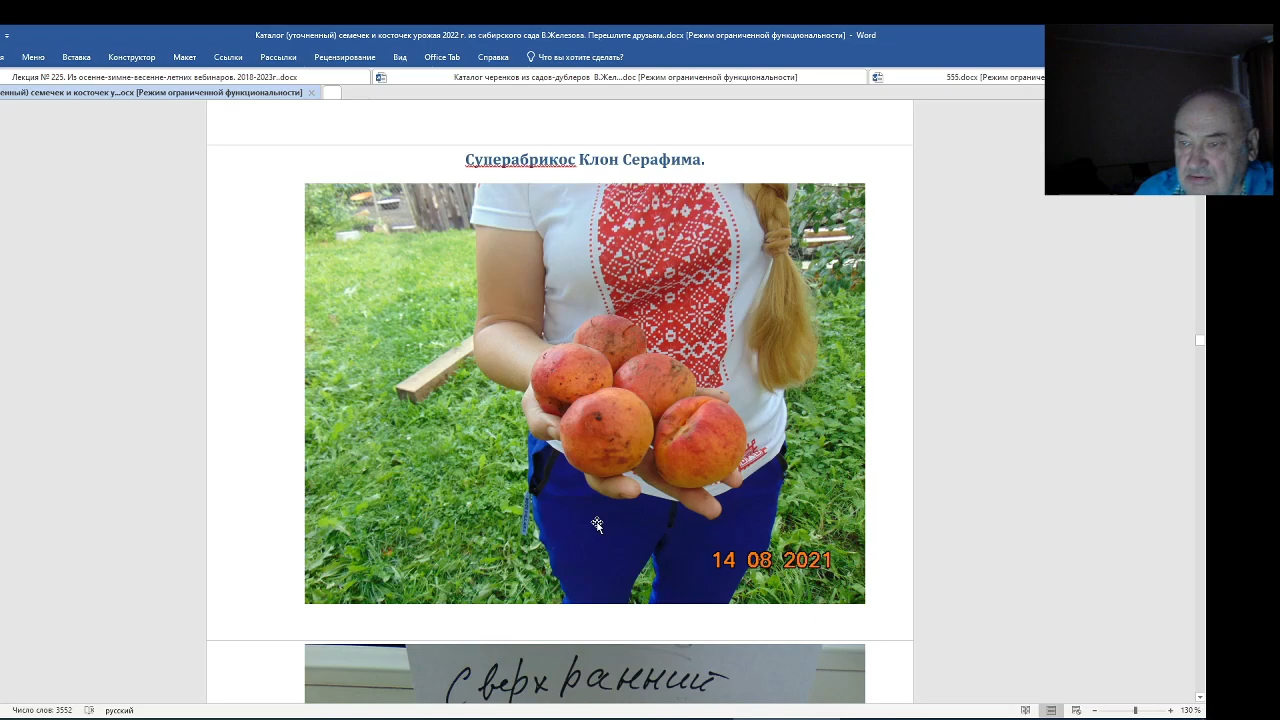 Каталог (уточненный) семечек и косточек урожая 2022 г. из сибирского сада В.Железова. Перешлите друзьям..docx [Режим ограниченной функциональности] - Word
Меню Вставка Конструктор Макет Ссылки Рассылки Рецензирование Вид Office Tab Справка Что вы хотите сделать?
Лекция № 225. Из осенне-зимне-весенне-летних вебинаров. 2018-2023г..docx Каталог черенков из садов-дублеров В.Жел...doc [Режим ограниченной функциональности] 555.docx [Режим ограниче
енный) семечек и косточек у...осх [Режим ограниченной функциональности]
Суперабрикос Клон Серафима.
14 08 2021
Сверхранний
Число слов: 3552 русский 130 %